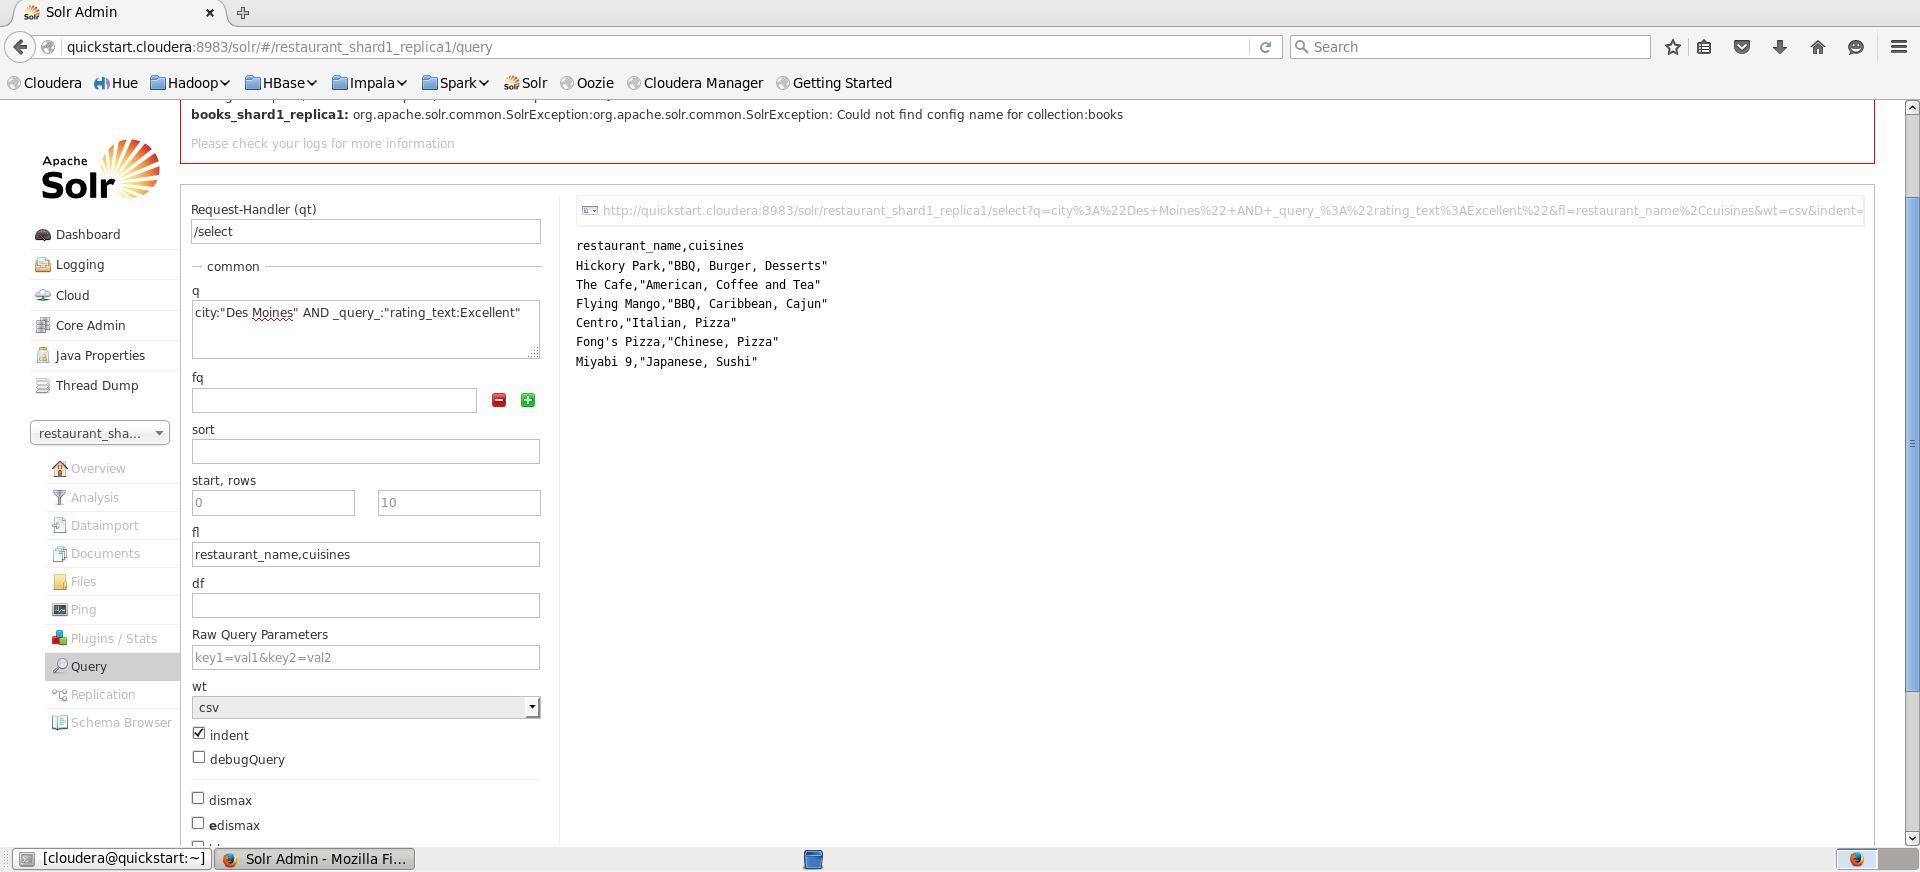 Solr Admin
quickstart.cloudera:8983/solr/#/restaurant_shard1_replica1/query
Search
Cloudera Hue Hadoop HBase Impala Spark Solr Oozie Cloudera Manager Getting Started
books_shard1_replica1: org.apache.solr.common.SolrException:org.apache.solr.common.SolrException: Could not find config name for collection:books
Please check your logs for more information
Apache
Solr
Dashboard
Logging
Cloud
Core Admin
Java Properties
Thread Dump
restaurant_sha...
Overview
Analysis
Dataimport
Documents
Files
Ping
Plugins / Stats
Query
Replication
Schema Browser
Request-Handler (qt)
/select
common
q
city:"Des Moines" AND _query_:"rating_text:Excellent"
fq
sort
start, rows
0 10
fl
restaurant_name,cuisines
df
Raw Query Parameters
key1=val1&key2=val2
wt
csv
indent
debugQuery
dismax
edismax
http://quickstart.cloudera:8983/solr/restaurant_shard1_replica1/select?q=city%3A%22Des+Moines%22+AND+_query_%3A%22rating_text%3AExcellent%22&fl=restaurant_name%2Ccuisines&wt=csv&indent=
restaurant_name,cuisines
Hickory Park,"BBQ, Burger, Desserts"
The Cafe,"American, Coffee and Tea"
Flying Mango,"BBQ, Caribbean, Cajun"
Centro,"Italian, Pizza"
Fong's Pizza,"Chinese, Pizza"
Miyabi 9,"Japanese, Sushi"
[cloudera@quickstart:~]
Solr Admin - Mozilla Fi...